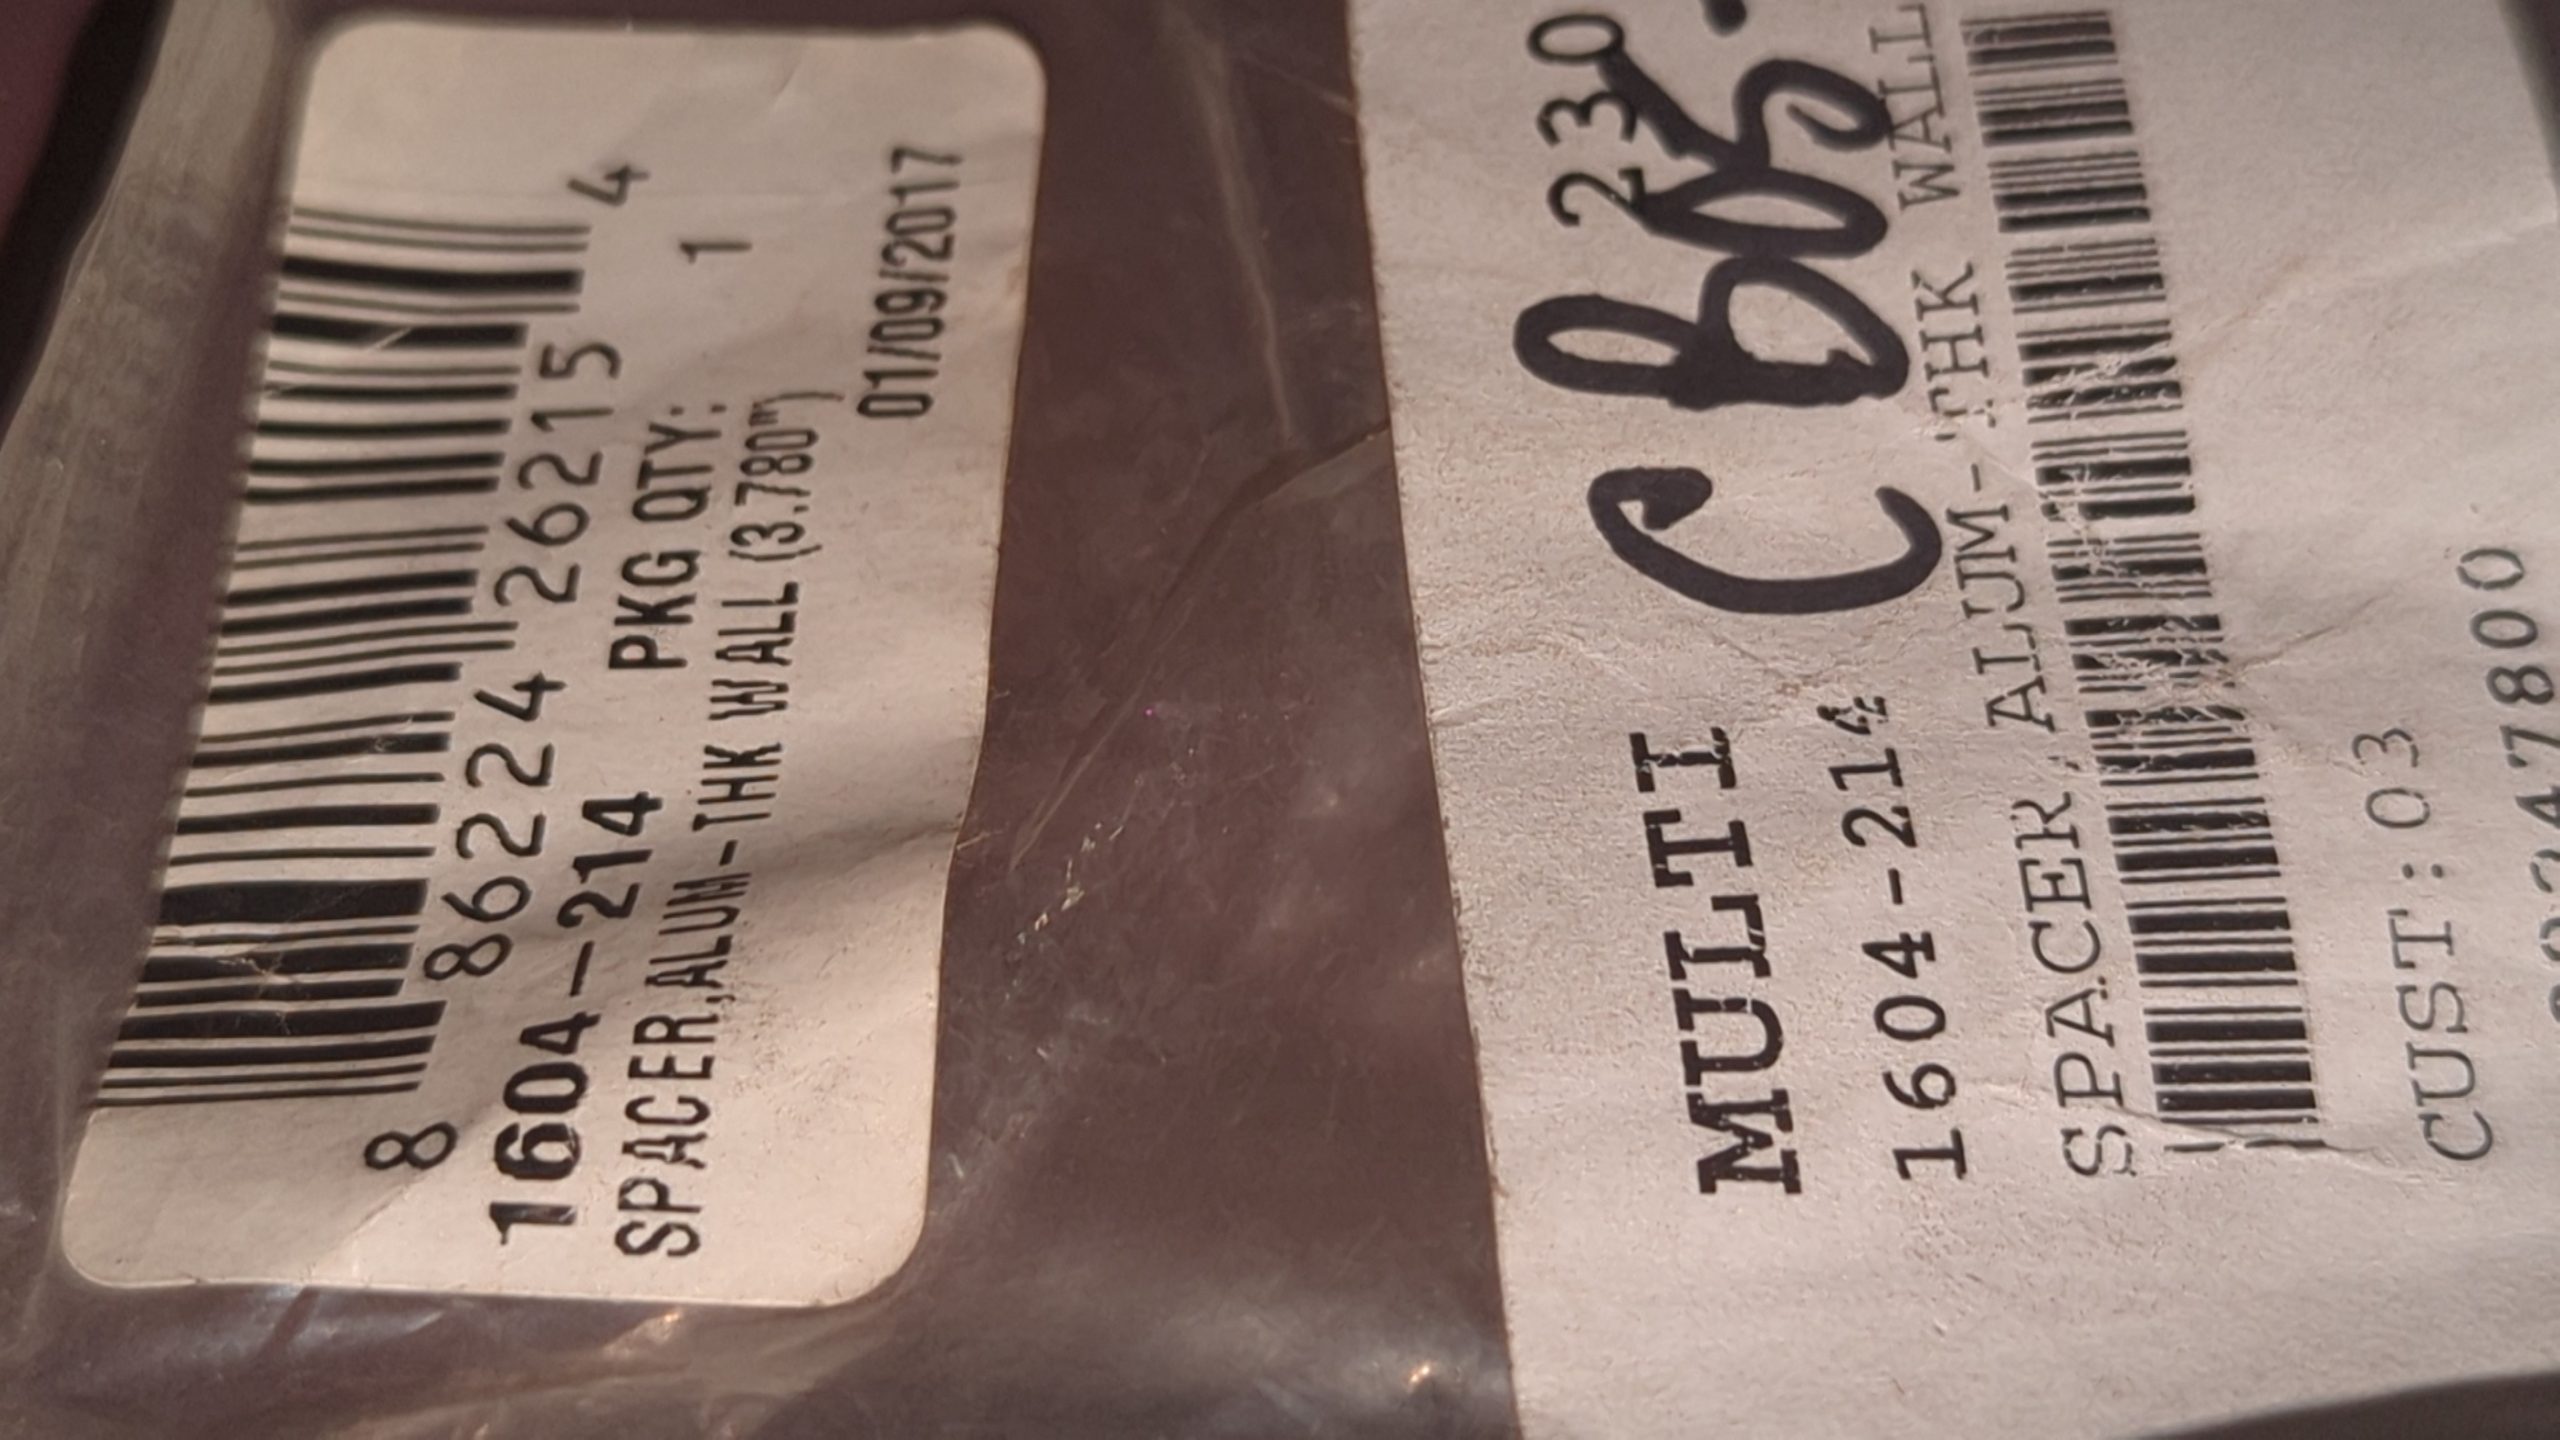 8 86224 26215 4
1604-214 PKG QTY: 1
SPACER,ALUM-THK WALL (3.780")
01/09/2017
230
MULTI C
1604-214
SPACER,ALUM-THK WALL
CUST:03